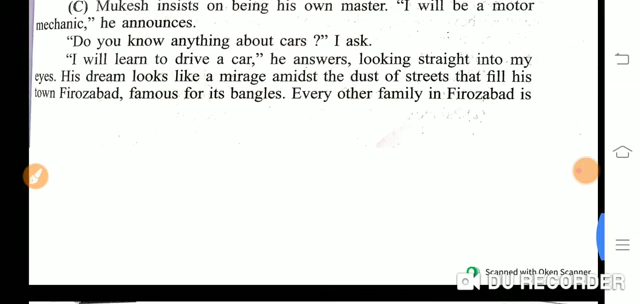 (C) Mukesh insists on being his own master. “I will be a motor
mechanic,” he announces.
“Do you know anything about cars ?” I ask.
“I will learn to drive a car,” he answers, looking straight into my
eyes. His dream looks like a mirage amidst the dust of streets that fill his
town Firozabad, famous for its bangles. Every other family in Firozabad is
Scanned with Oken Scanner
DU RECORDER